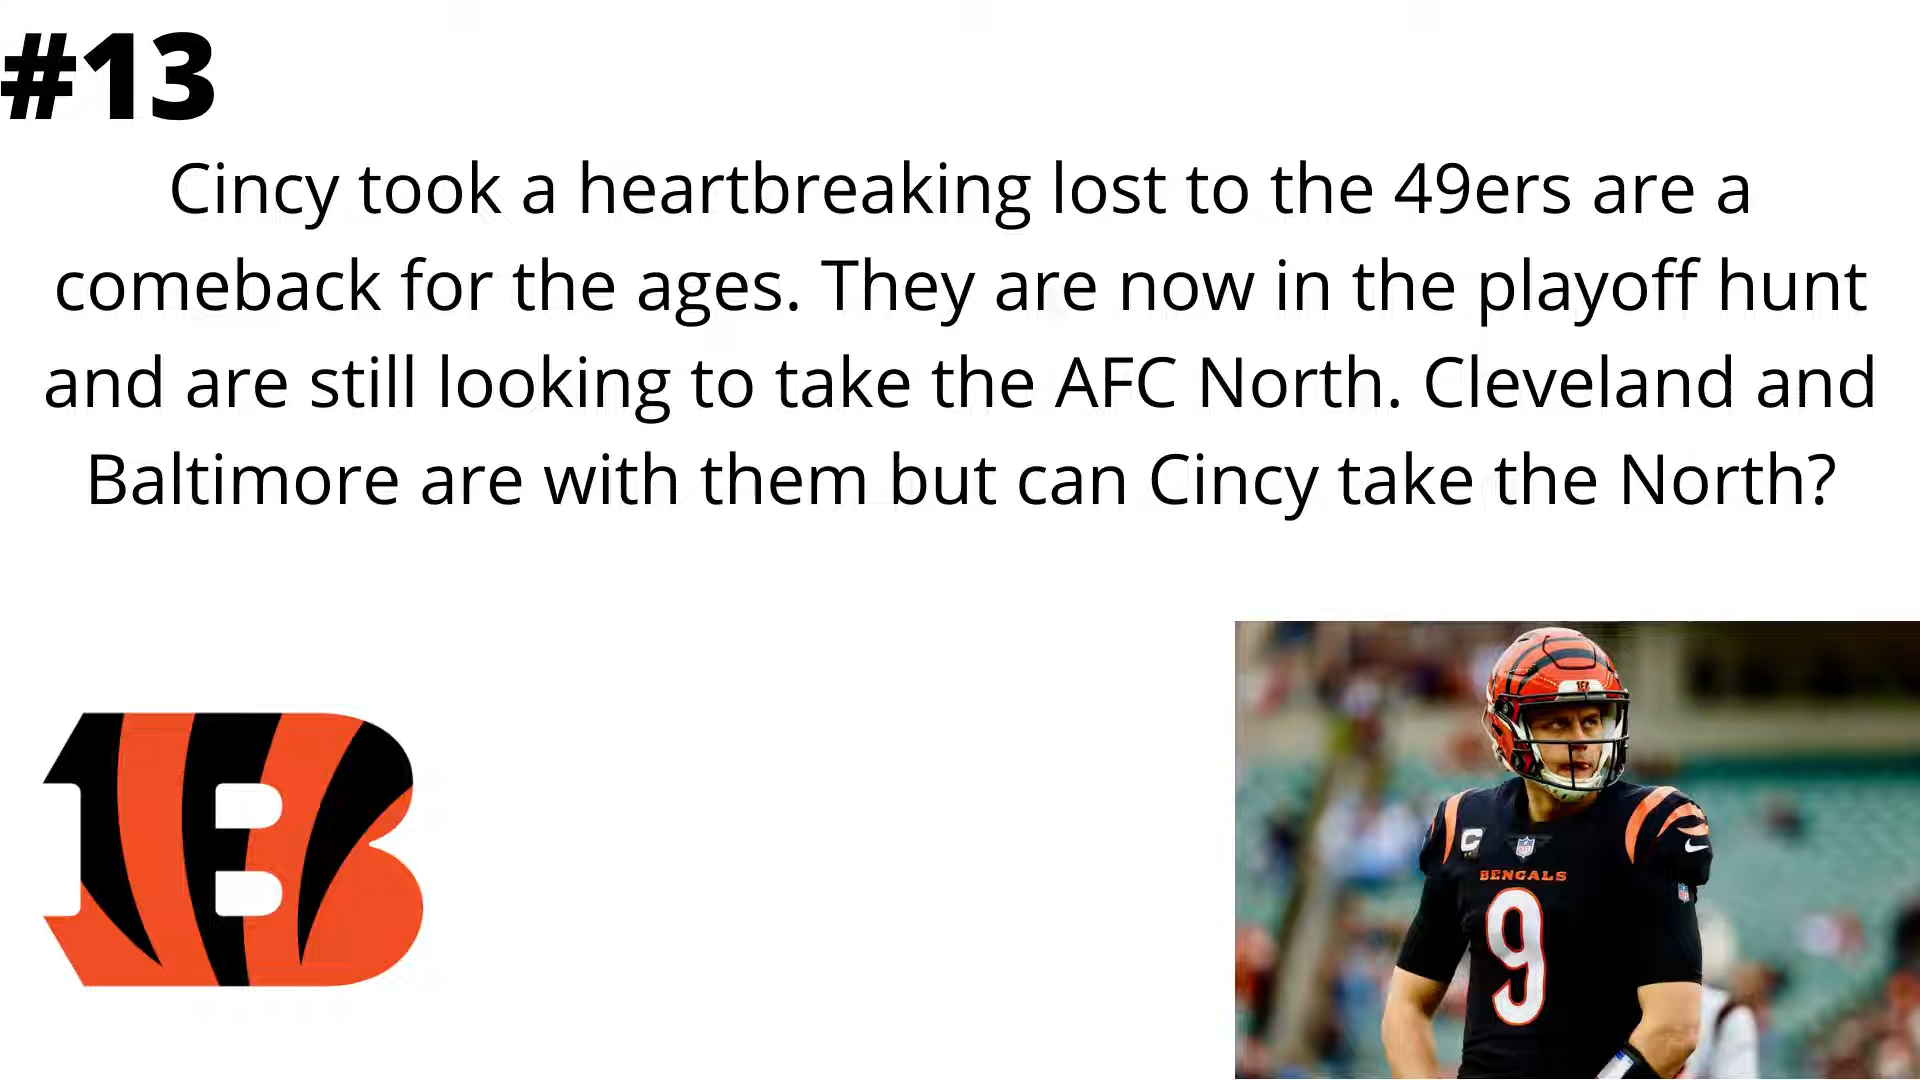 #13
Cincy took a heartbreaking lost to the 49ers are a
comeback for the ages. They are now in the playoff hunt
and are still looking to take the AFC North. Cleveland and
Baltimore are with them but can Cincy take the North?
B
C
BENGALS
9